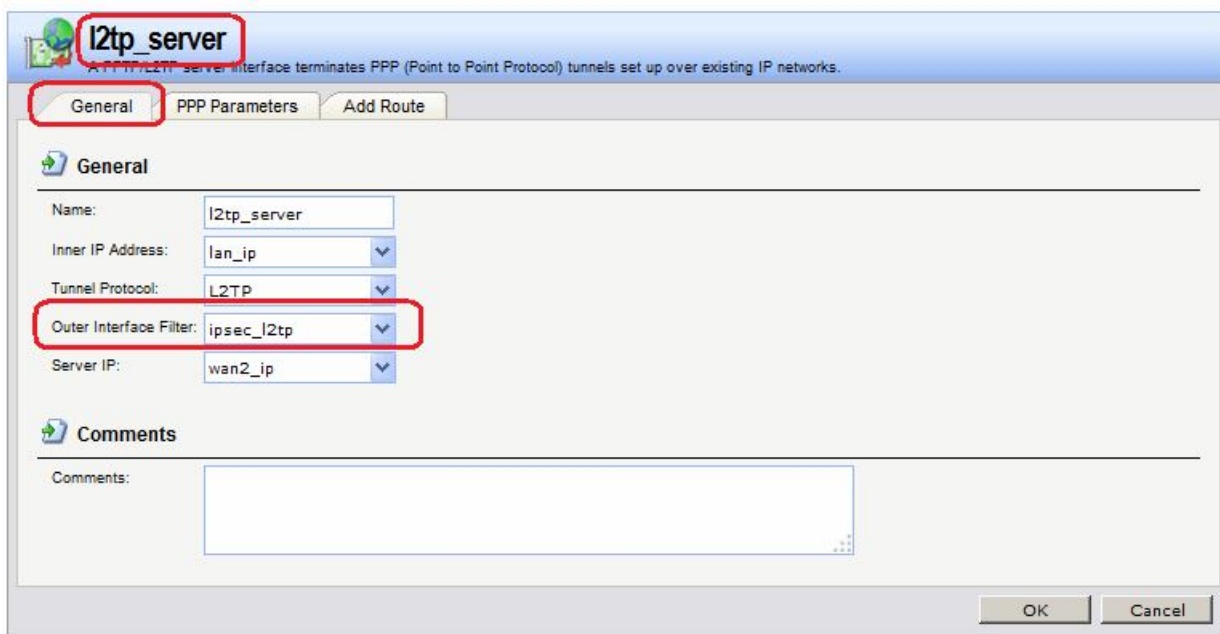 l2tp_server
A PPTP/L2TP server interface terminates PPP (Point to Point Protocol) tunnels set up over existing IP networks.
General PPP Parameters Add Route
General
Name: l2tp_server
Inner IP Address: lan_ip
Tunnel Protocol: L2TP
Outer Interface Filter: ipsec_l2tp
Server IP: wan2_ip
Comments
Comments:
OK Cancel